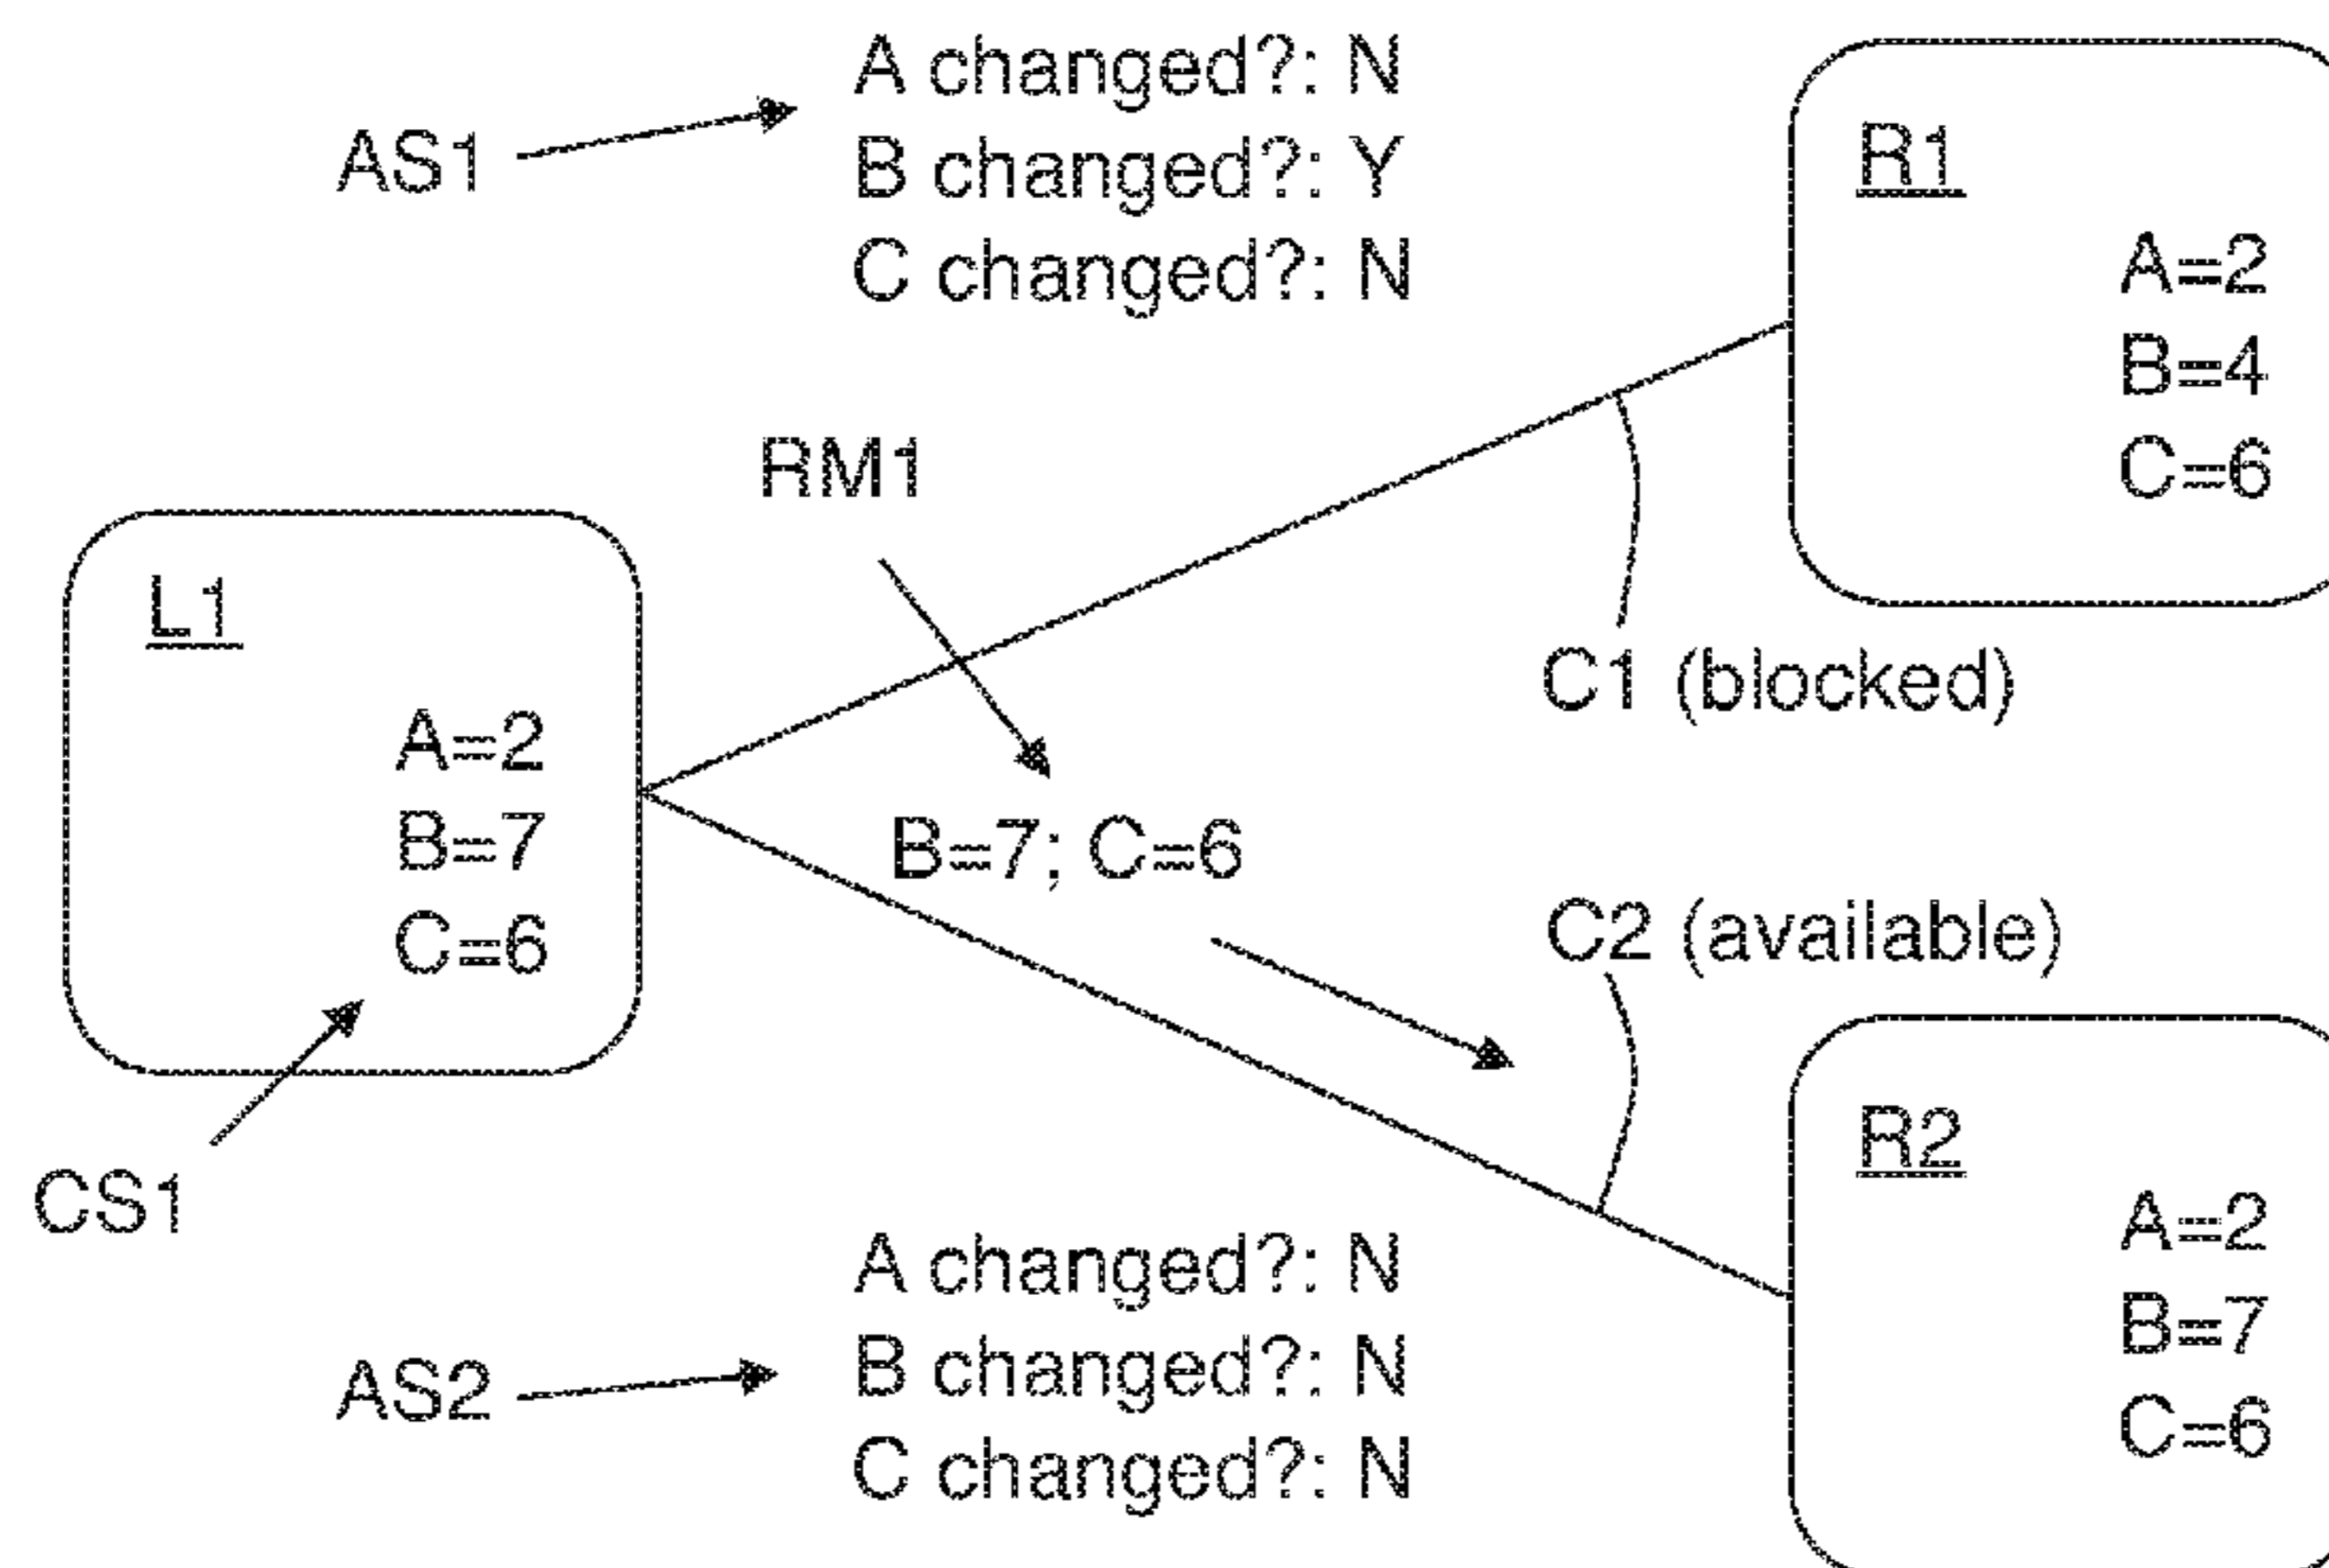 AS1
A changed?: N
B changed?: Y
C changed?: N
R1
A=2
B=4
C=6
RM1
L1
A=2
B=7
C=6
C1 (blocked)
B=7; C=6
C2 (available)
CS1
R2
A=2
B=7
C=6
AS2
A changed?: N
B changed?: N
C changed?: N